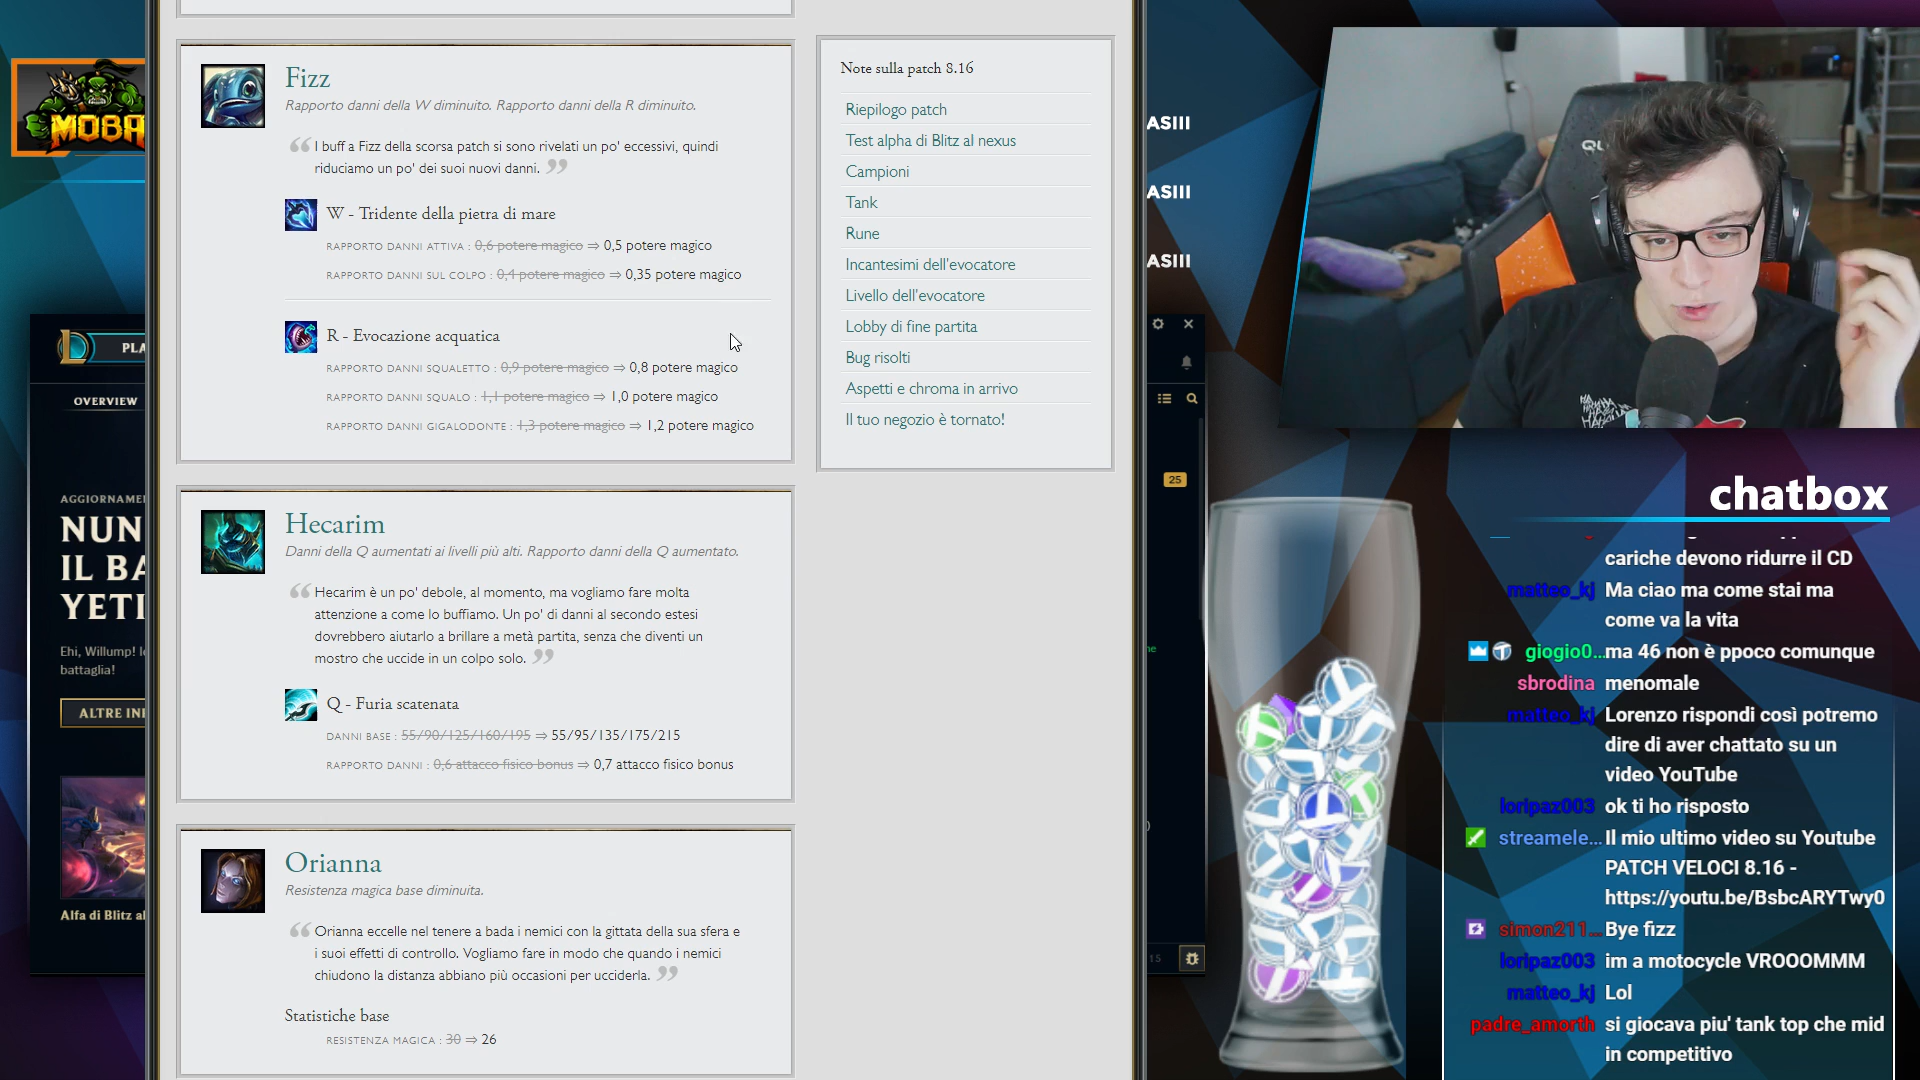 Fizz
Rapporto danni della W diminuito. Rapporto danni della R diminuito.
I buff a Fizz della scorsa patch si sono rivelati un po' eccessivi, quindi
riduciamo un po' dei suoi nuovi danni.
W - Tridente della pietra di mare
RAPPORTO DANNI ATTIVA : 0,6 potere magico ⇒ 0,5 potere magico
RAPPORTO DANNI SUL COLPO : 0,4 potere magico ⇒ 0,35 potere magico
R - Evocazione acquatica
RAPPORTO DANNI SQUALETTO : 0,9 potere magico ⇒ 0,8 potere magico
RAPPORTO DANNI SQUALO : 1,1 potere magico ⇒ 1,0 potere magico
RAPPORTO DANNI GIGALODONTE : 1,3 potere magico ⇒ 1,2 potere magico
Hecarim
Danni della Q aumentati ai livelli più alti. Rapporto danni della Q aumentato.
Hecarim è un po' debole, al momento, ma vogliamo fare molta
attenzione a come lo buffiamo. Un po' di danni al secondo estesi
dovrebbero aiutarlo a brillare a metà partita, senza che diventi un
mostro che uccide in un colpo solo.
Q - Furia scatenata
DANNI BASE : 55/90/125/160/195 ⇒ 55/95/135/175/215
RAPPORTO DANNI : 0,6 attacco fisico bonus ⇒ 0,7 attacco fisico bonus
Orianna
Resistenza magica base diminuita.
Orianna eccelle nel tenere a bada i nemici con la gittata della sua sfera e
i suoi effetti di controllo. Vogliamo fare in modo che quando i nemici
chiudono la distanza abbiano più occasioni per ucciderla.
Statistiche base
RESISTENZA MAGICA : 30 ⇒ 26
Note sulla patch 8.16
Riepilogo patch
Test alpha di Blitz al nexus
Campioni
Tank
Rune
Incantesimi dell'evocatore
Livello dell'evocatore
Lobby di fine partita
Bug risolti
Aspetti e chroma in arrivo
Il tuo negozio è tornato!
MOBA
PLA
OVERVIEW
AGGIORNAME
NUN
IL BA
YETI
Ehi, Willump!
battaglia!
ALTRE IN
Alfa di Blitz al
ASIII
ASIII
ASIII
25
ne
15
chatbox
cariche devono ridurre il CD
matteo_kj Ma ciao ma come stai ma
come va la vita
giogio0... ma 46 non è ppoco comunque
sbrodina menomale
matteo_kj Lorenzo rispondi così potremo
dire di aver chattato su un
video YouTube
loripaz003 ok ti ho risposto
streamele... Il mio ultimo video su Youtube
PATCH VELOCI 8.16 -
https://youtu.be/BsbcARYTwy0
simon211... Bye fizz
loripaz003 im a motocycle VROOOMMM
matteo_kj Lol
padre_amorth si giocava piu' tank top che mid
in competitivo